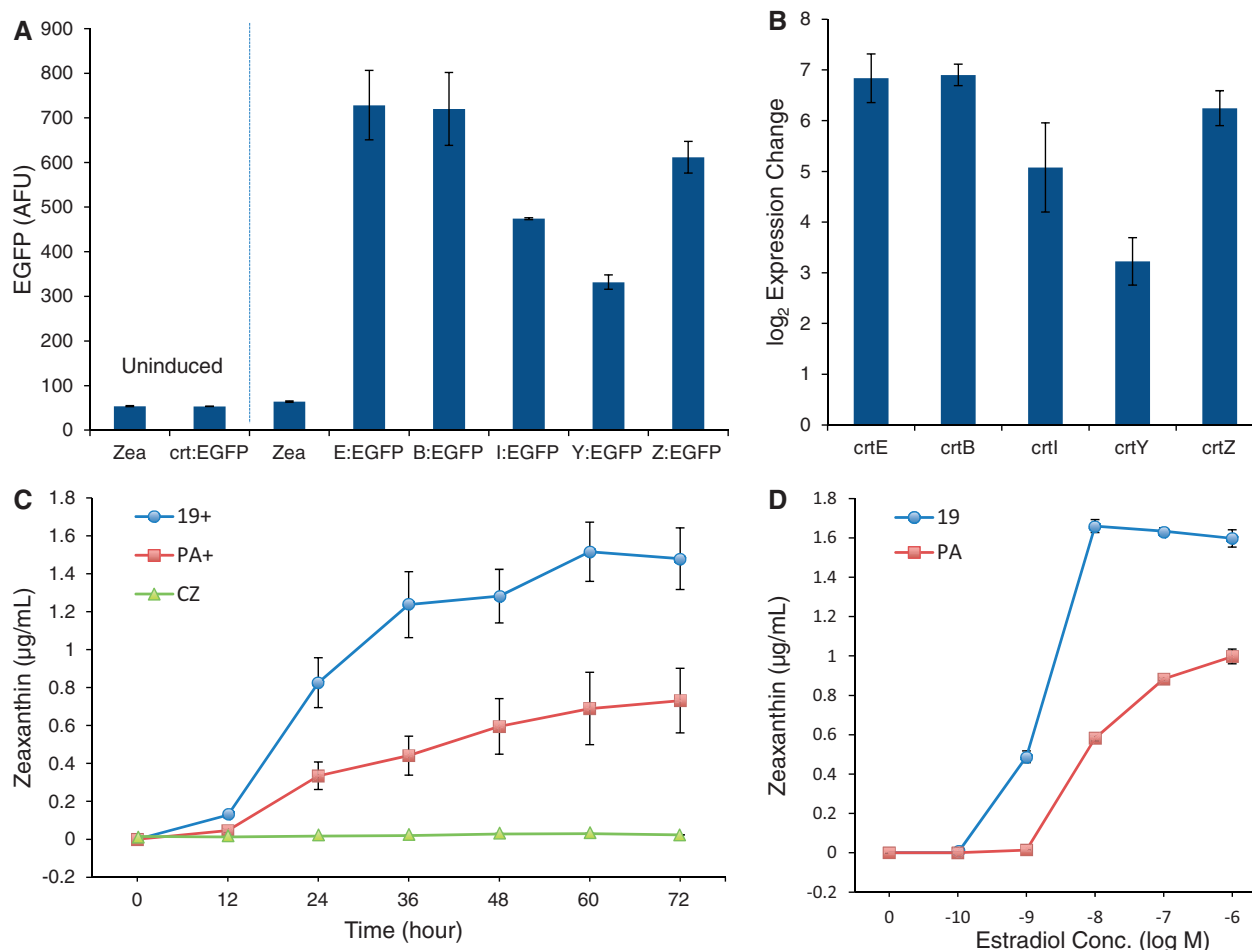 A
EGFP (AFU)
900
800
700
600
500
400
300
200
100
0
Uninduced
Zea crt:EGFP Zea E:EGFP B:EGFP I:EGFP Y:EGFP Z:EGFP
B
log2 Expression Change
8
7
6
5
4
3
2
1
0
crtE crtB crtI crtY crtZ
C
19+
PA+
CZ
Zeaxanthin (µg/mL)
1.8
1.6
1.4
1.2
1
0.8
0.6
0.4
0.2
0
-0.2
0 12 24 36 48 60 72
Time (hour)
D
19
PA
Zeaxanthin (µg/mL)
1.8
1.6
1.4
1.2
1
0.8
0.6
0.4
0.2
0
-0.2
0 -10 -9 -8 -7 -6
Estradiol Conc. (log M)